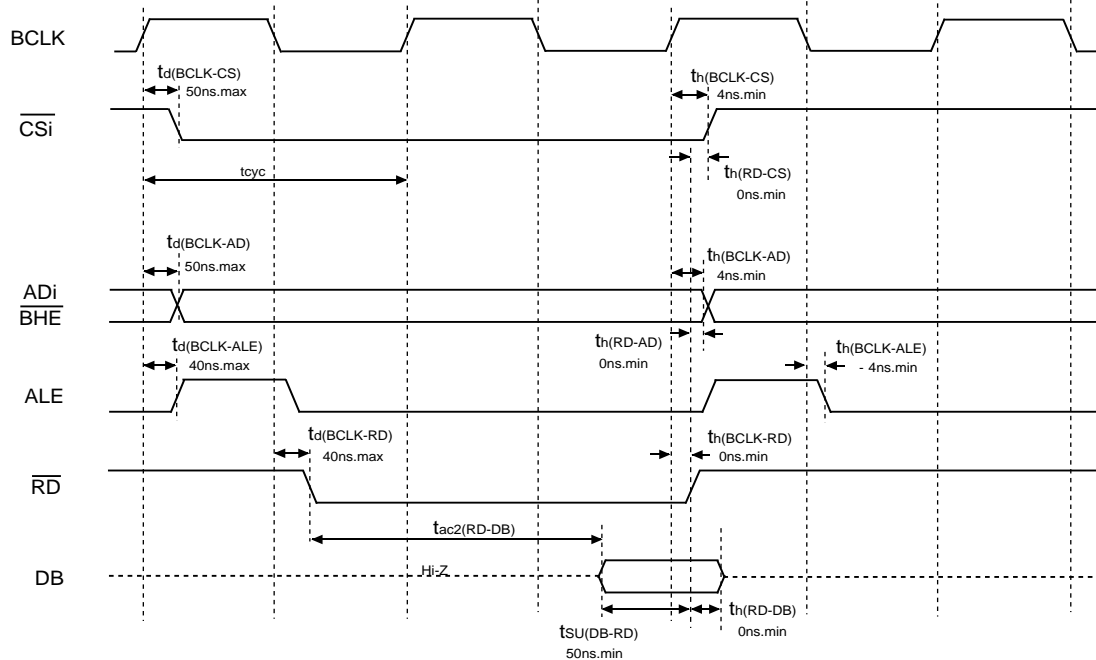 BCLK
td(BCLK-CS)
50ns.max
th(BCLK-CS)
4ns.min
CSi
tcyc
th(RD-CS)
0ns.min
td(BCLK-AD)
50ns.max
th(BCLK-AD)
4ns.min
ADi
BHE
td(BCLK-ALE)
40ns.max
th(RD-AD)
0ns.min
th(BCLK-ALE)
- 4ns.min
ALE
td(BCLK-RD)
40ns.max
th(BCLK-RD)
0ns.min
RD
tac2(RD-DB)
Hi-Z
DB
tSU(DB-RD)
50ns.min
th(RD-DB)
0ns.min